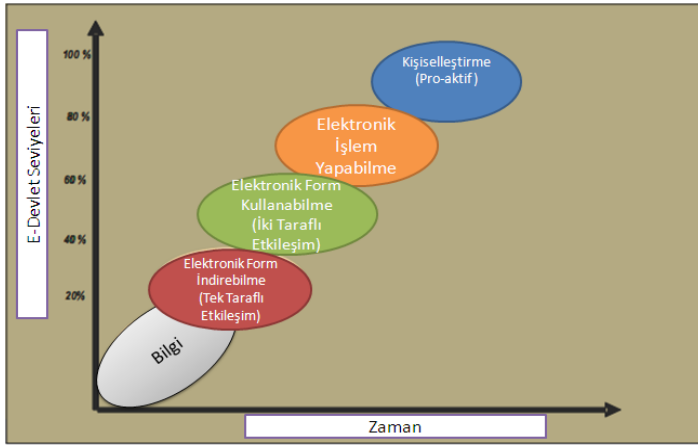 E-Devlet Seviyeleri
100 %
80 %
60 %
40 %
20%
Kişiselleştirme
(Pro-aktif)
Elektronik
İşlem
Yapabilme
Elektronik Form
Kullanabilme
(İki Taraflı
Etkileşim)
Elektronik Form
İndirebilme
(Tek Taraflı
Etkileşim)
Bilgi
Zaman